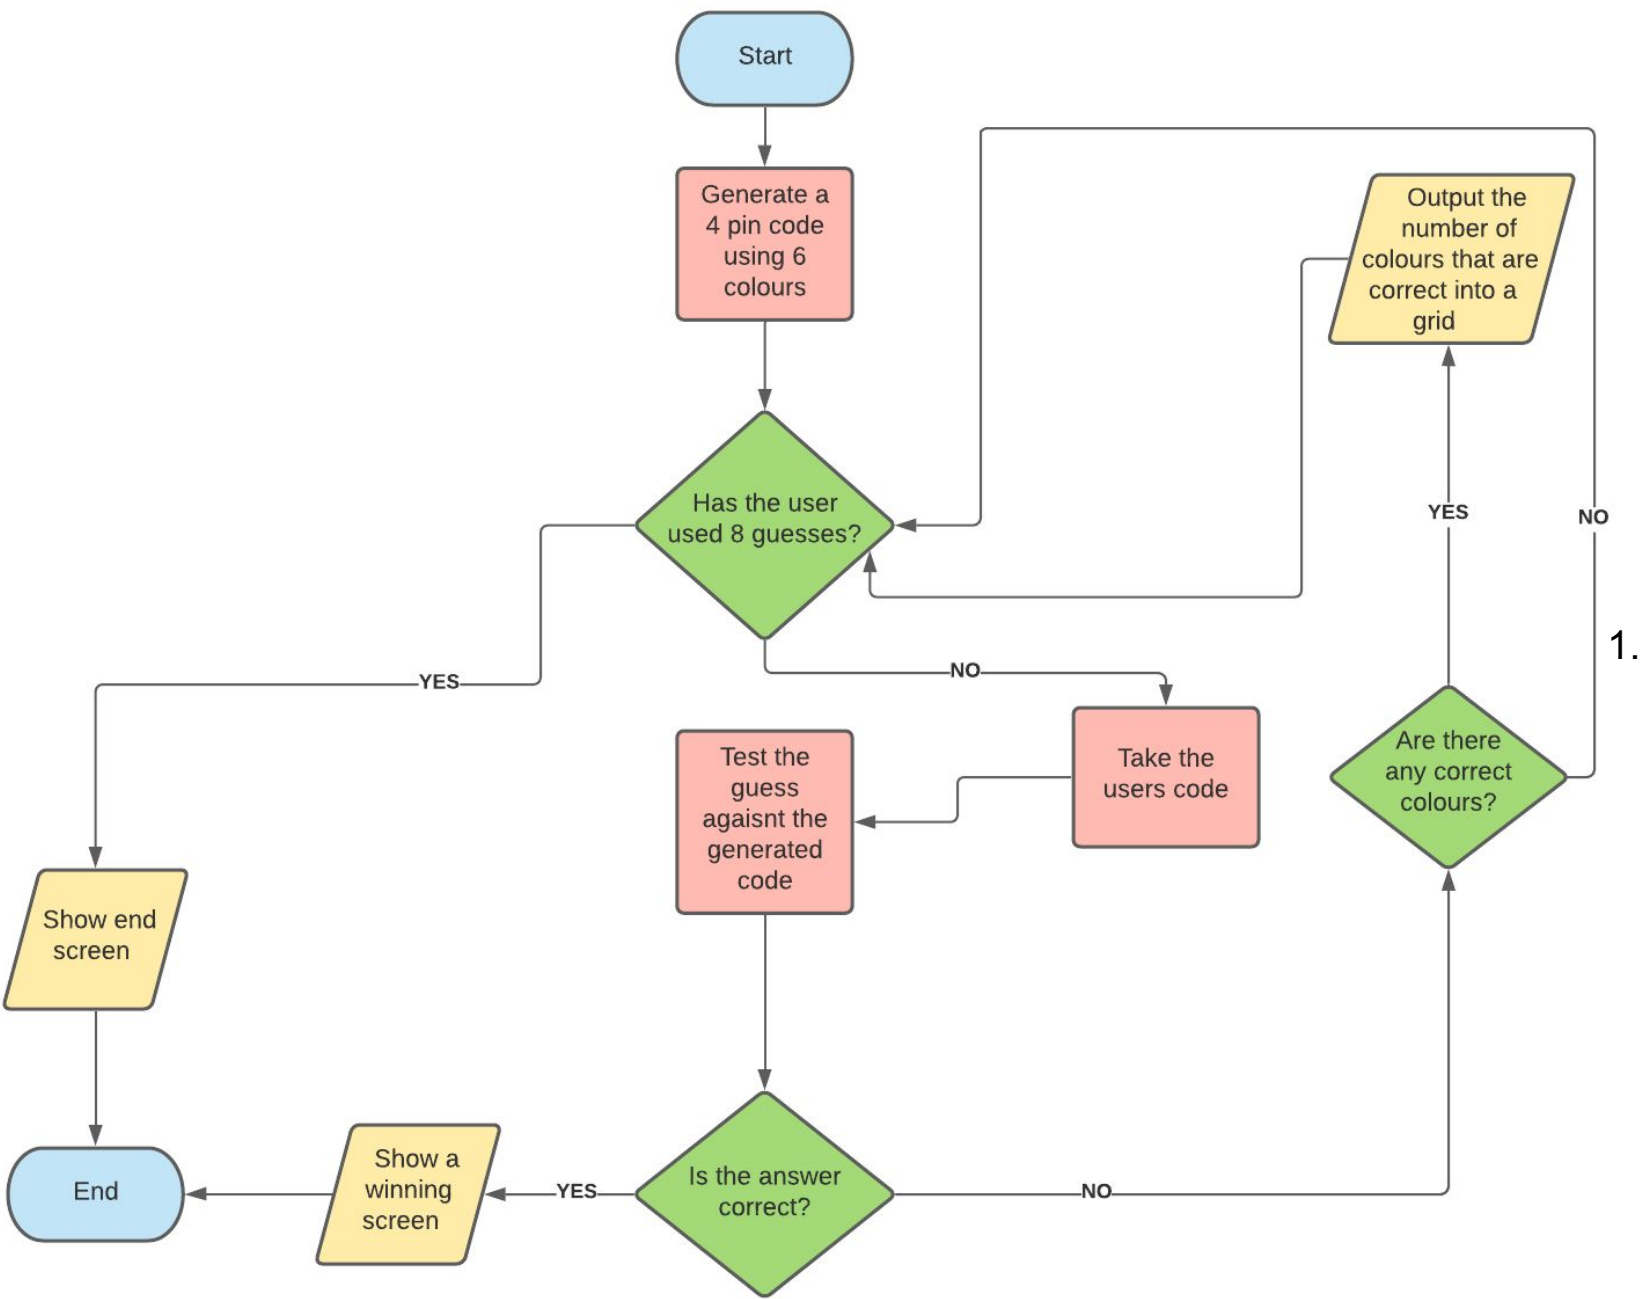 Start
Generate a
4 pin code
using 6
colours
Output the
number of
colours that are
correct into a
grid
Has the user
used 8 guesses?
YES
NO
YES
NO
1.
Take the
users code
Test the
guess
agaisnt the
generated
code
Are there
any correct
colours?
Show end
screen
Is the answer
correct?
YES
NO
Show a
winning
screen
End